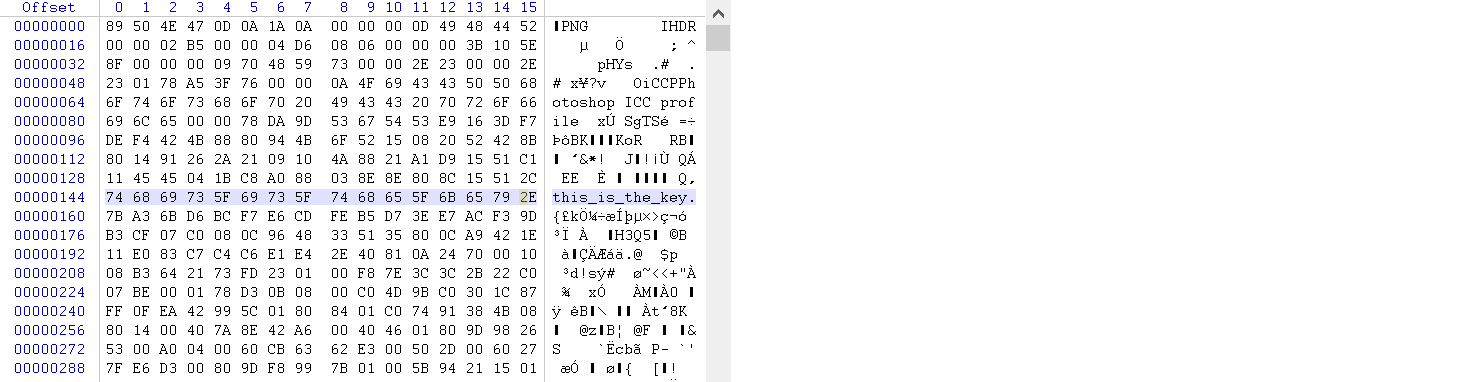 Offset 0 1 2 3 4 5 6 7 8 9 10 11 12 13 14 15
00000000 89 50 4E 47 0D 0A 1A 0A 00 00 00 0D 49 48 44 52 ‖PNG IHDR
00000016 00 00 02 B5 00 00 04 D6 08 06 00 00 00 3B 10 5E µ Ö ; ^
00000032 8F 00 00 00 09 70 48 59 73 00 00 2E 23 00 00 2E pHYs .# .
00000048 23 01 78 A5 3F 76 00 00 0A 4F 69 43 43 50 50 68 # x¥?v OiCCPPh
00000064 6F 74 6F 73 68 6F 70 20 49 43 43 20 70 72 6F 66 otoshop ICC prof
00000080 69 6C 65 00 00 78 DA 9D 53 67 54 53 E9 16 3D F7 ile xÚ SgTSé =÷
00000096 DE F4 42 4B 88 80 94 4B 6F 52 15 08 20 52 42 8B ÞôBK‖‖‖KoR RB‖
00000112 80 14 91 26 2A 21 09 10 4A 88 21 A1 D9 15 51 C1 ‖ ‘&*! J‖!¡Ù QÁ
00000128 11 45 45 04 1B C8 A0 88 03 8E 8E 80 8C 15 51 2C EE È ‖ ‖‖‖‖ Q,
00000144 74 68 69 73 5F 69 73 5F 74 68 65 5F 6B 65 79 2E this_is_the_key.
00000160 7B A3 6B D6 BC F7 E6 CD FE B5 D7 3E E7 AC F3 9D {£kÖ¼÷æÍþµ×>ç¬ó
00000176 B3 CF 07 C0 08 0C 96 48 33 51 35 80 0C A9 42 1E ³Ï À ‖H3Q5‖ ©B
00000192 11 E0 83 C7 C4 C6 E1 E4 2E 40 81 0A 24 70 00 10 à‖ÇÄÆáä.@ $p
00000208 08 B3 64 21 73 FD 23 01 00 F8 7E 3C 3C 2B 22 C0 ³d!sý# ø~<<+"À
00000224 07 BE 00 01 78 D3 0B 08 00 C0 4D 9B C0 30 1C 87 ¾ xÓ ÀM‖À0 ‖
00000240 FF 0F EA 42 99 5C 01 80 84 01 C0 74 91 38 4B 08 ÿ êB‖\ ‖‖ Àt‘8K
00000256 80 14 00 40 7A 8E 42 A6 00 40 46 01 80 9D 98 26 ‖ @z‖B¦ @F ‖ ‖&
00000272 53 00 A0 04 00 60 CB 63 62 E3 00 50 2D 00 60 27 S `Ëcbã P- `'
00000288 7F E6 D3 00 80 9D F8 99 7B 01 00 5B 94 21 15 01 æÓ ‖ ø‖{ [‖!